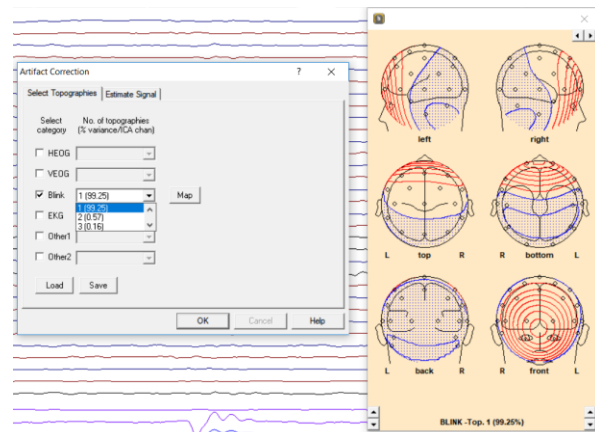 Artifact Correction ? ×
Select Topographies Estimate Signal
Select category No. of topographies (% variance/ICA chan)
HEOG
VEOG
Blink 1 (99.25) Map
1 (99.25)
EKG 2 (0.57)
3 (0.16)
Other1
Other2
Load Save
OK Cancel Help
left right
L top R R bottom L
L back R R front L
BLINK -Top. 1 (99.25%)